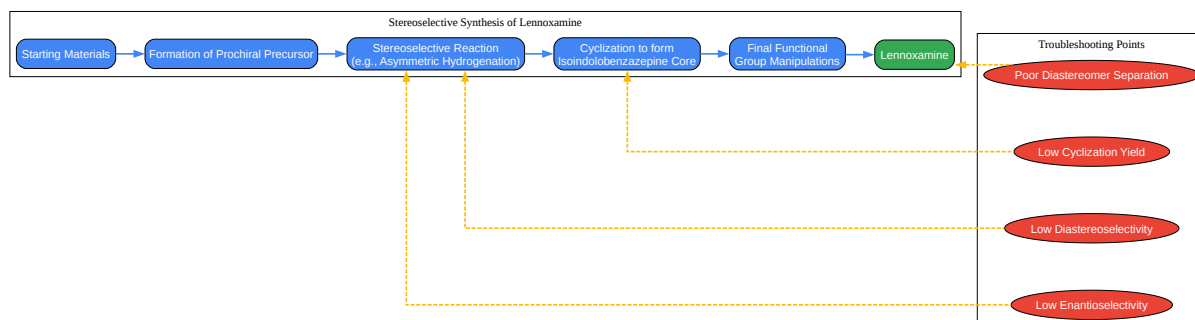 Stereoselective Synthesis of Lennoxamine
Starting Materials
Formation of Prochiral Precursor
Stereoselective Reaction
(e.g., Asymmetric Hydrogenation)
Cyclization to form
Isoindolobenzazepine Core
Final Functional
Group Manipulations
Lennoxamine
Troubleshooting Points
Poor Diastereomer Separation
Low Cyclization Yield
Low Diastereoselectivity
Low Enantioselectivity